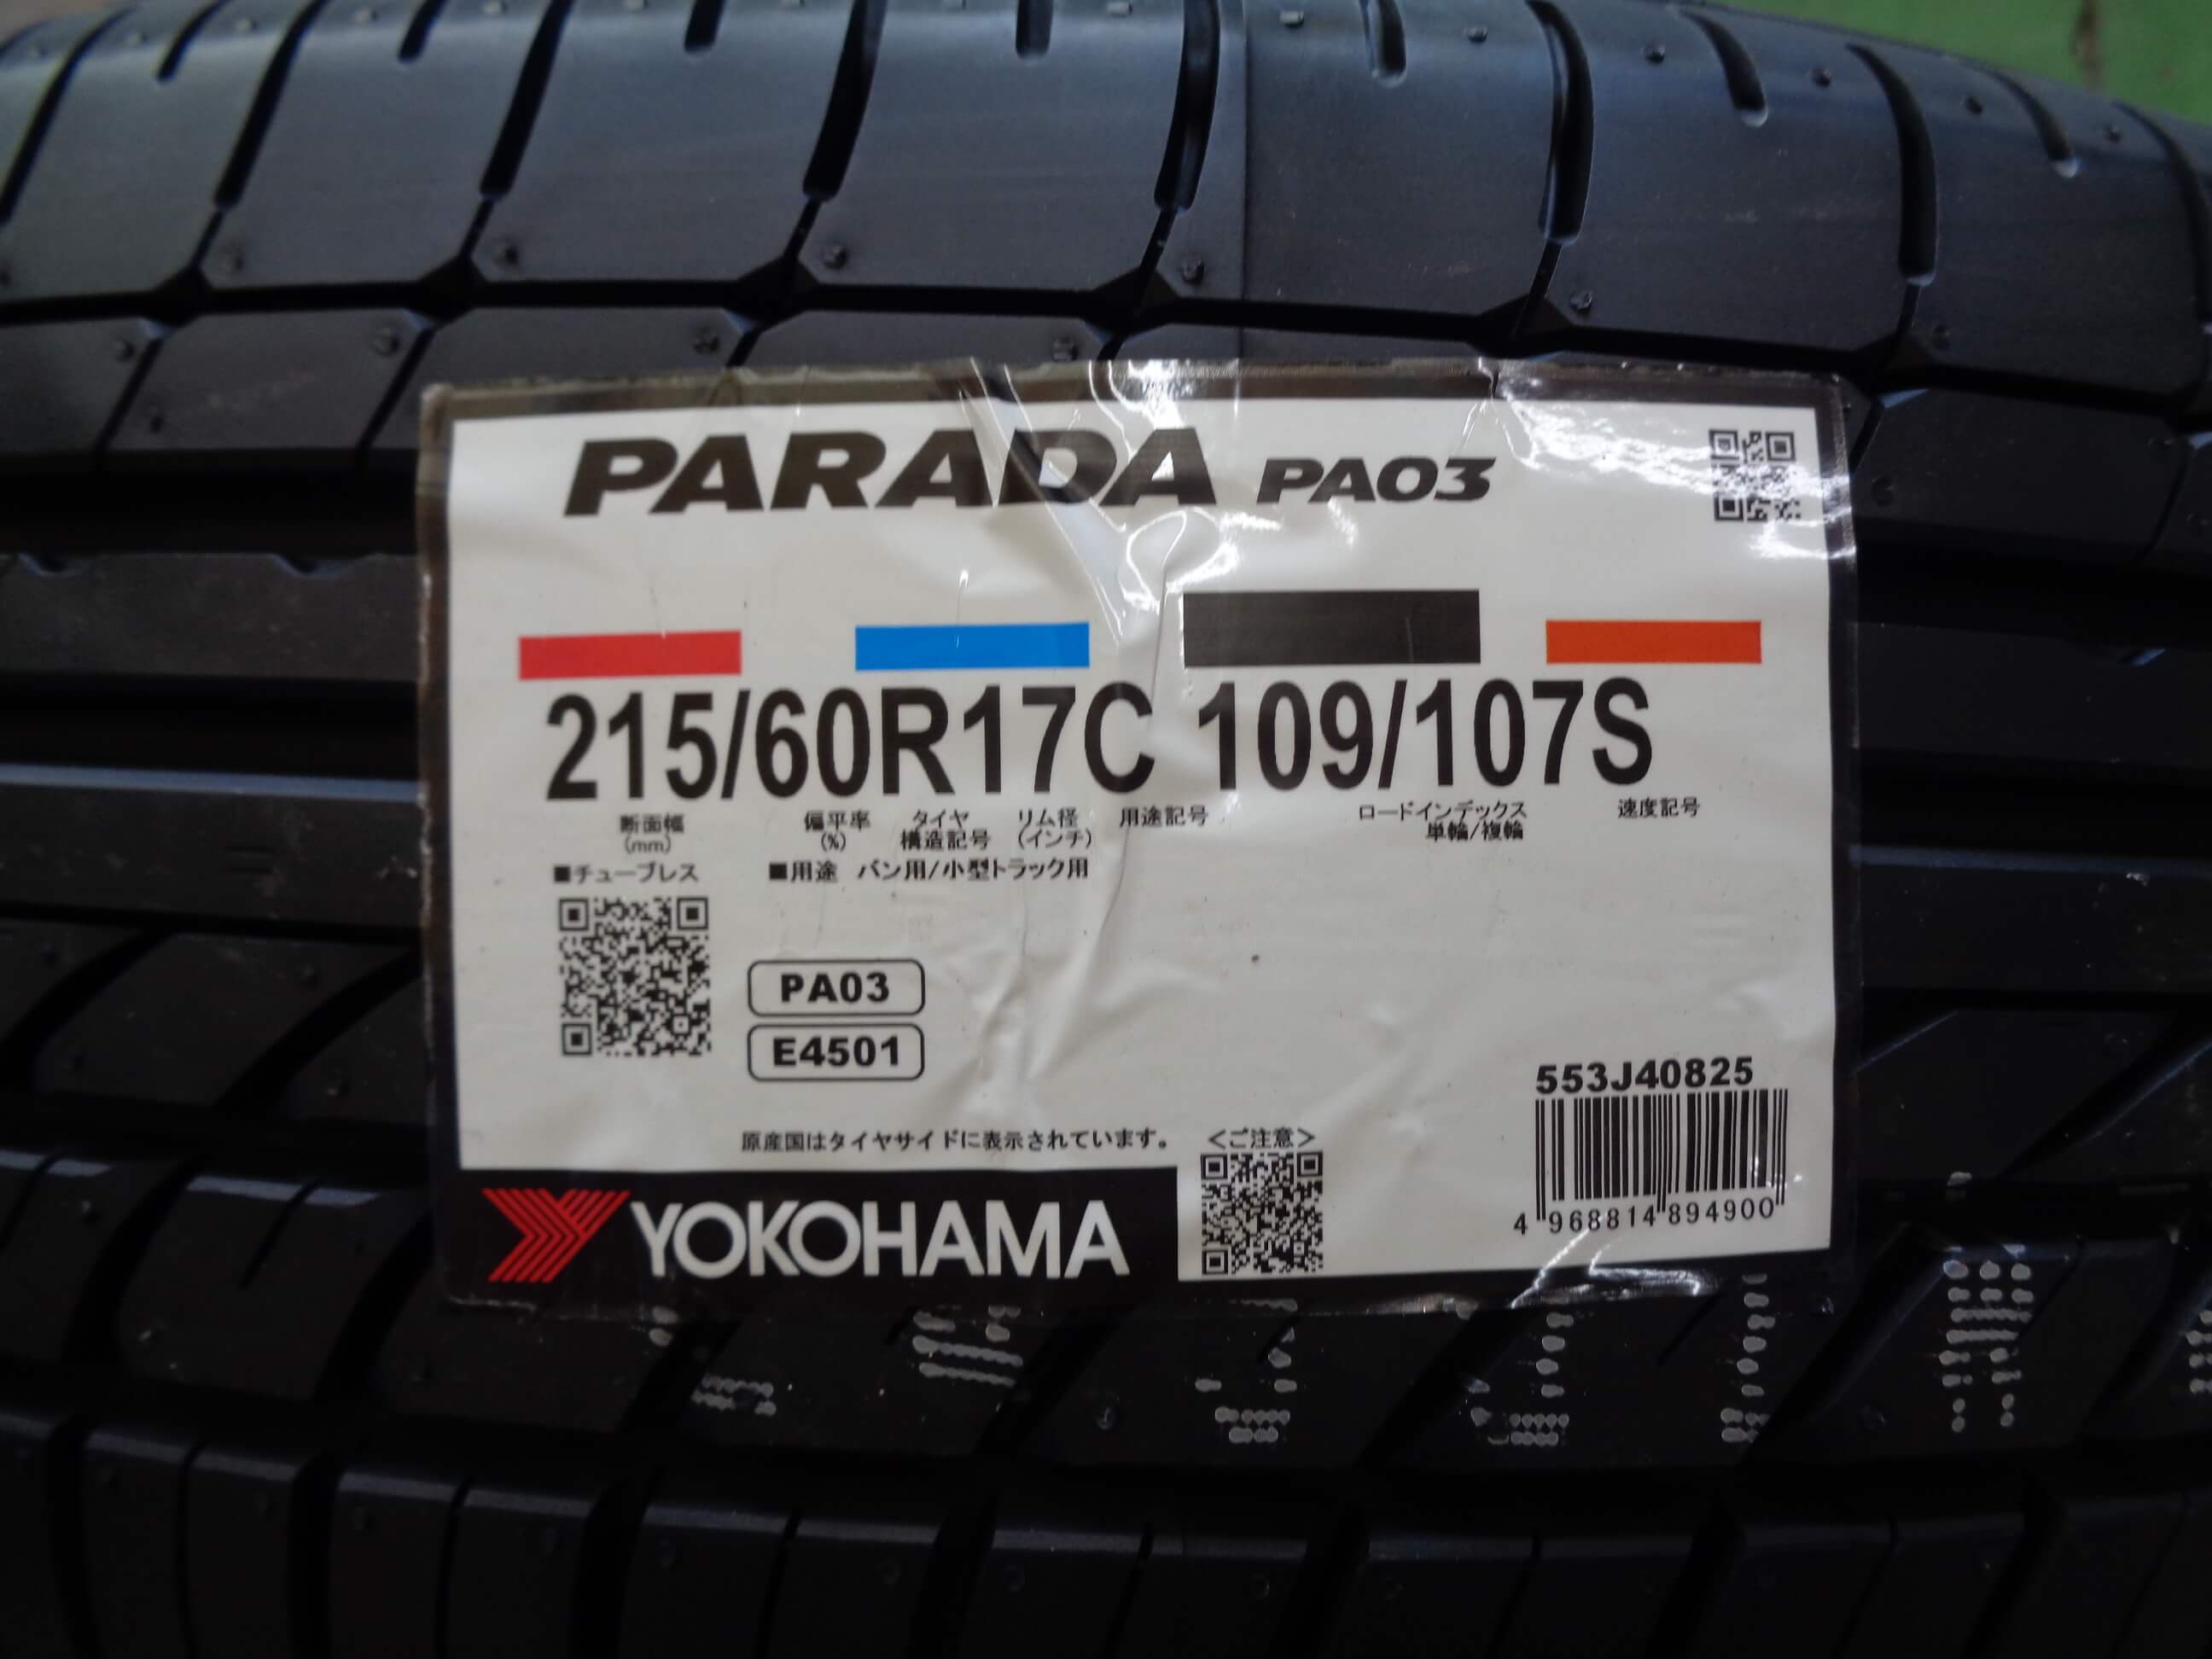 PARADA PA03
215/60R17C 109/107S
断面幅 偏平率 タイヤ リム径 用途記号 ロードインデックス 速度記号
(mm) (%) 構造記号 (インチ) 単輪/複輪
■チューブレス ■用途 バン用/小型トラック用
PA03
E4501
553J40825
原産国はタイヤサイドに表示されています。 <ご注意>
YOKOHAMA
4 968814 894900